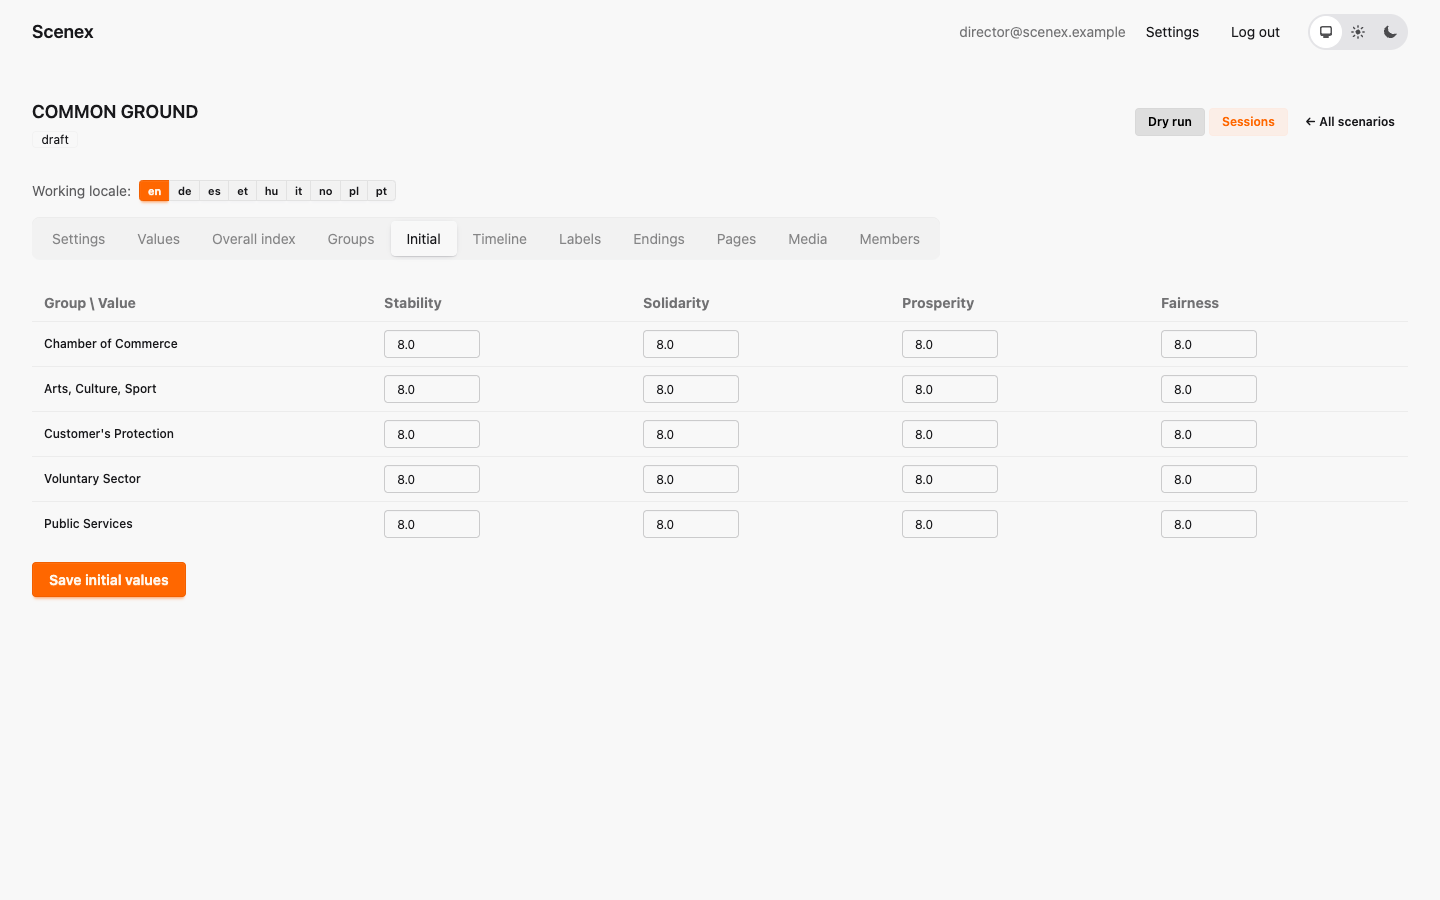 Scenex
director@scenex.example Settings Log out
COMMON GROUND
draft
Dry run Sessions ← All scenarios
Working locale: en de es et hu it no pl pt
Settings Values Overall index Groups Initial Timeline Labels Endings Pages Media Members
Group \ Value Stability Solidarity Prosperity Fairness
Chamber of Commerce 8.0 8.0 8.0 8.0
Arts, Culture, Sport 8.0 8.0 8.0 8.0
Customer's Protection 8.0 8.0 8.0 8.0
Voluntary Sector 8.0 8.0 8.0 8.0
Public Services 8.0 8.0 8.0 8.0
Save initial values